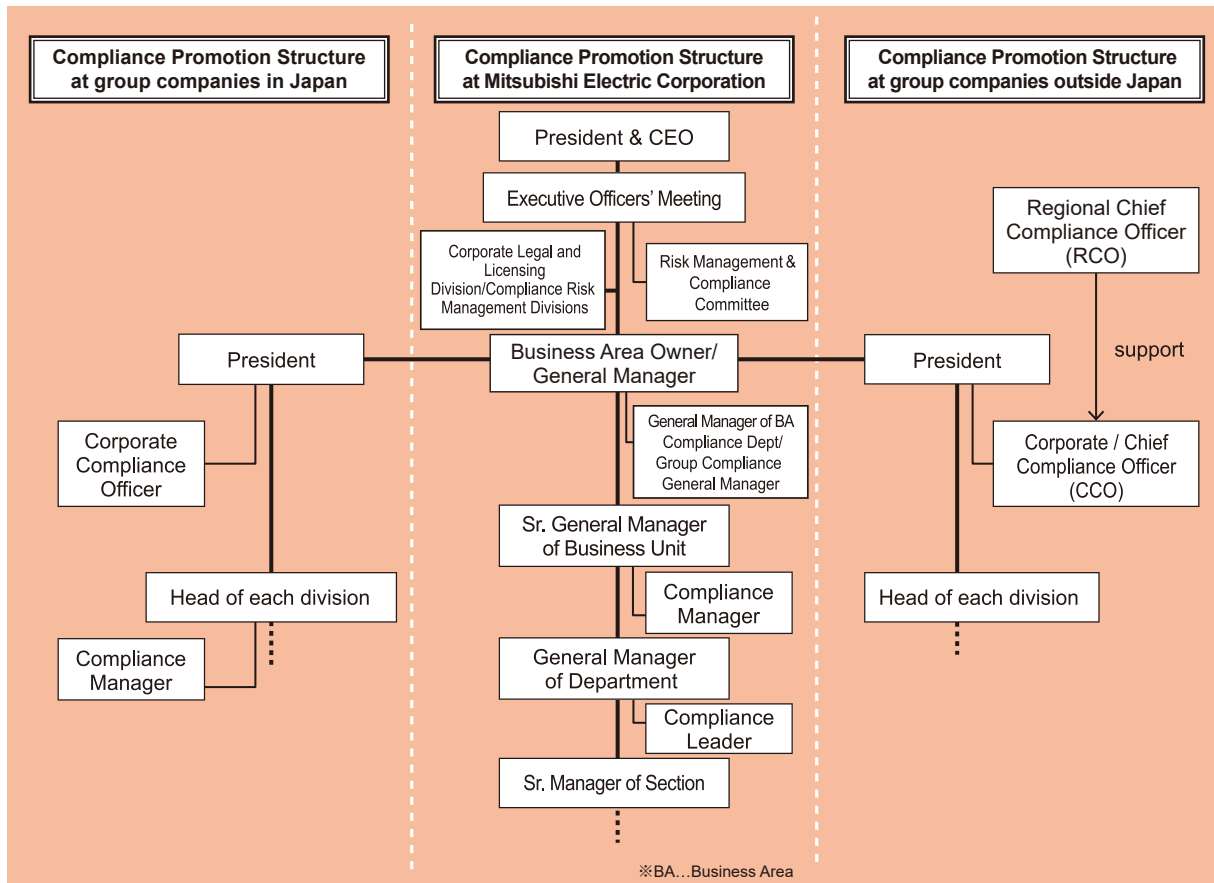 Compliance Promotion Structure
at group companies in Japan
Compliance Promotion Structure
at Mitsubishi Electric Corporation
Compliance Promotion Structure
at group companies outside Japan
President & CEO
Executive Officers' Meeting
Corporate Legal and
Licensing
Division/Compliance Risk
Management Divisions
Risk Management &
Compliance
Committee
Regional Chief
Compliance Officer
(RCO)
support
President
Business Area Owner/
General Manager
President
Corporate
Compliance
Officer
General Manager of BA
Compliance Dept/
Group Compliance
General Manager
Corporate / Chief
Compliance Officer
(CCO)
Sr. General Manager
of Business Unit
Head of each division
Compliance
Manager
Head of each division
Compliance
Manager
General Manager
of Department
Compliance
Leader
Sr. Manager of Section
※BA…Business Area